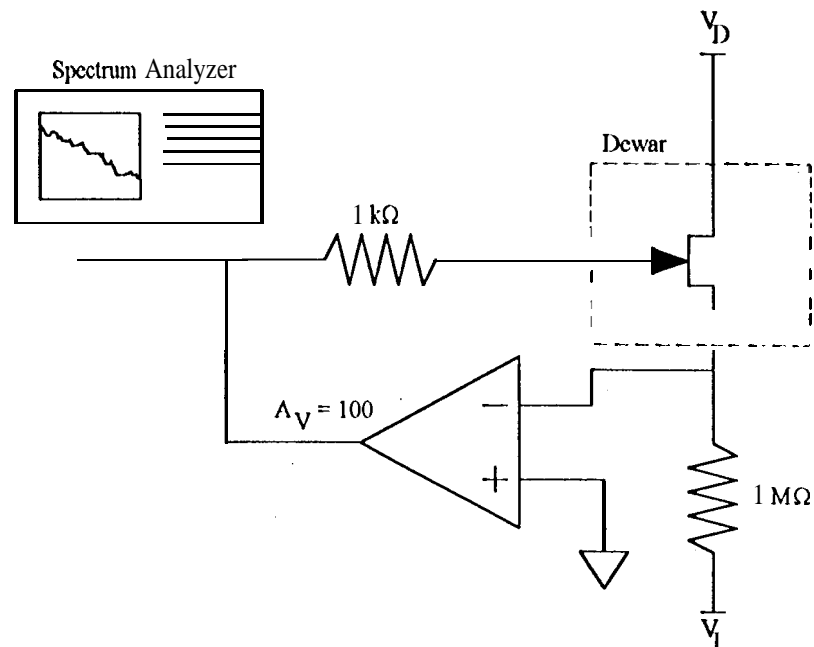 V_D
Spectrum Analyzer
Dewar
1 kΩ
A_V = 100
−
+
1 MΩ
V_I